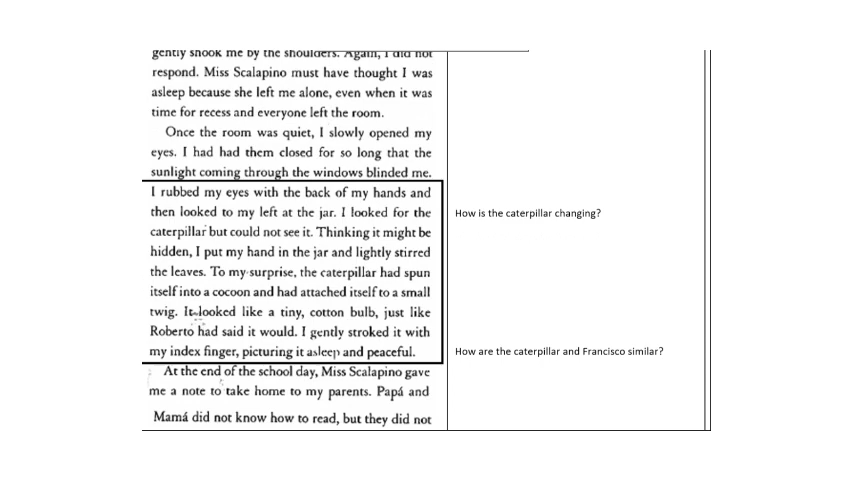 gently shook me by the shoulders. Again, I did not
respond. Miss Scalapino must have thought I was
asleep because she left me alone, even when it was
time for recess and everyone left the room.
Once the room was quiet, I slowly opened my
eyes. I had had them closed for so long that the
sunlight coming through the windows blinded me.
I rubbed my eyes with the back of my hands and
then looked to my left at the jar. I looked for the
caterpillar but could not see it. Thinking it might be
hidden, I put my hand in the jar and lightly stirred
the leaves. To my surprise, the caterpillar had spun
itself into a cocoon and had attached itself to a small
twig. It looked like a tiny, cotton bulb, just like
Roberto had said it would. I gently stroked it with
my index finger, picturing it asleep and peaceful.
At the end of the school day, Miss Scalapino gave
me a note to take home to my parents. Papá and
Mamá did not know how to read, but they did not
How is the caterpillar changing?
How are the caterpillar and Francisco similar?